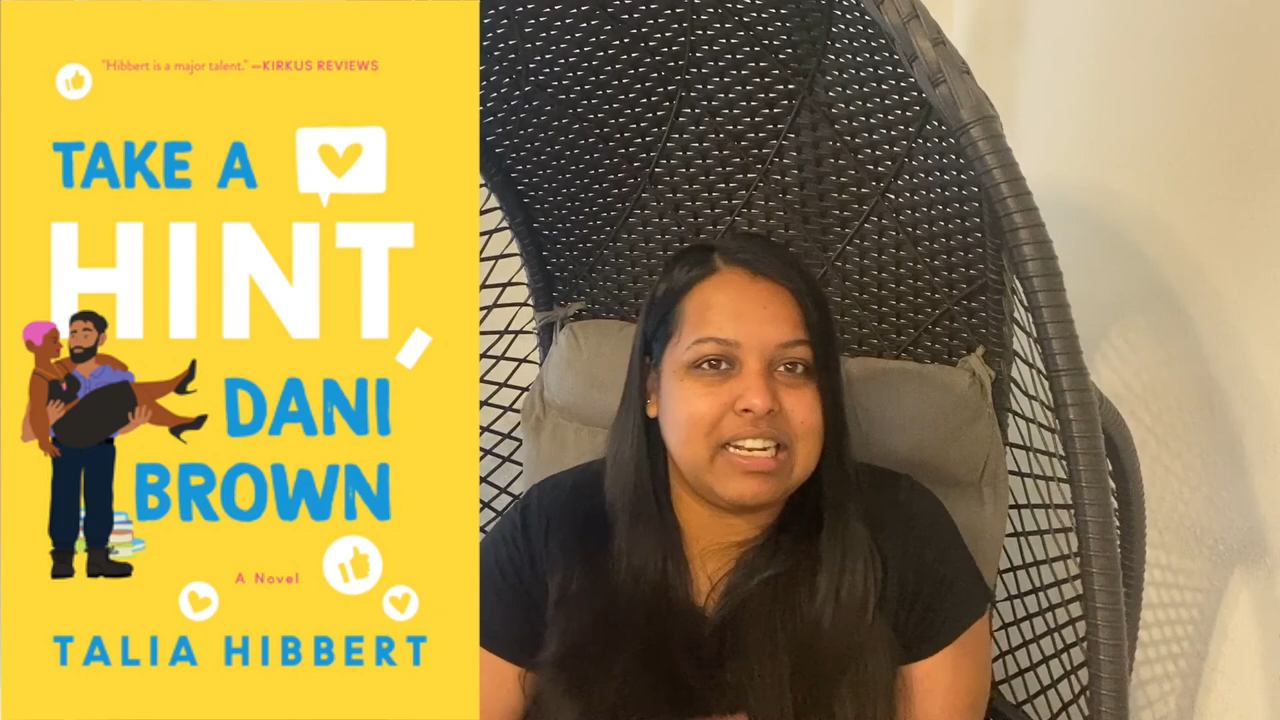 "Hibbert is a major talent." —KIRKUS REVIEWS
TAKE A
HINT,
DANI
BROWN
A Novel
TALIA HIBBERT